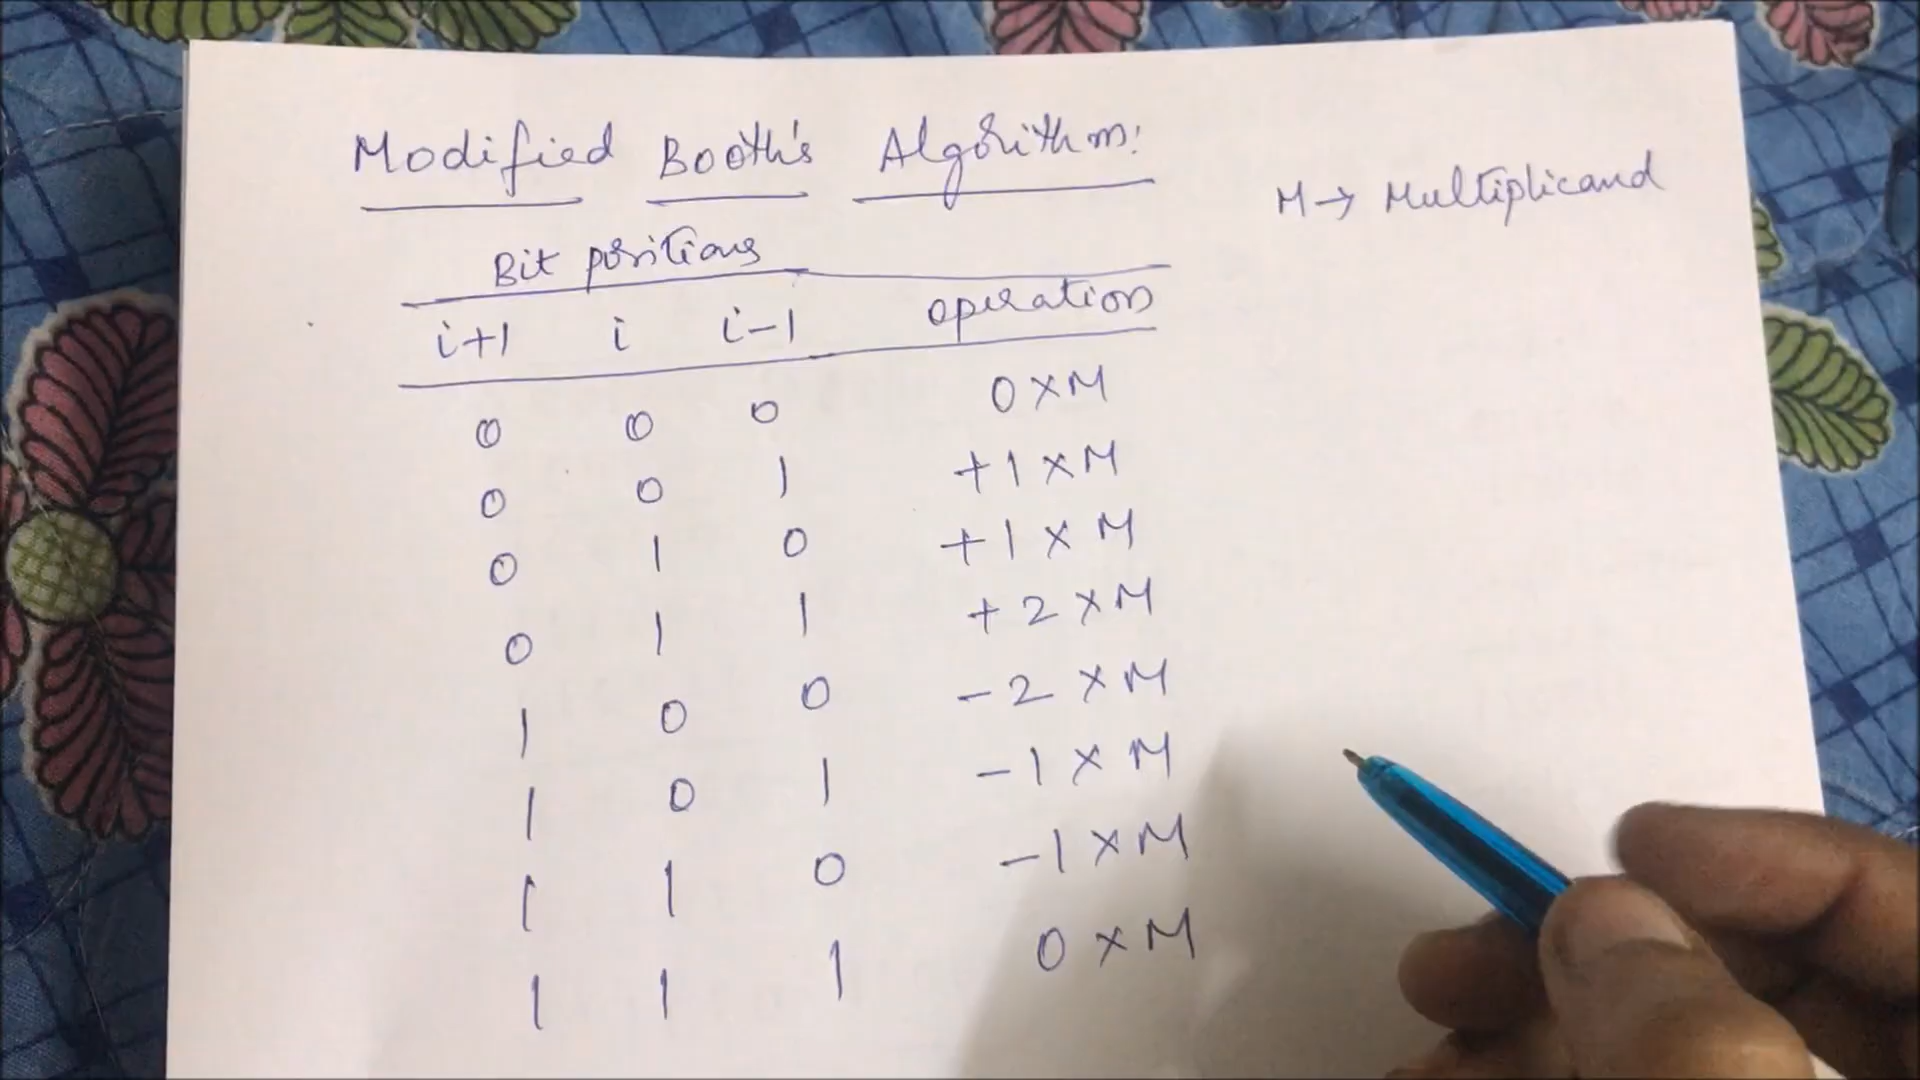 Modified Booth's Algorithm:
M → Multiplicand
Bit positions
i+1 i i-1 operation
0 0 0 0 × M
0 0 1 +1 × M
0 1 0 +1 × M
0 1 1 +2 × M
1 0 0 -2 × M
1 0 1 -1 × M
1 1 0 -1 × M
1 1 1 0 × M